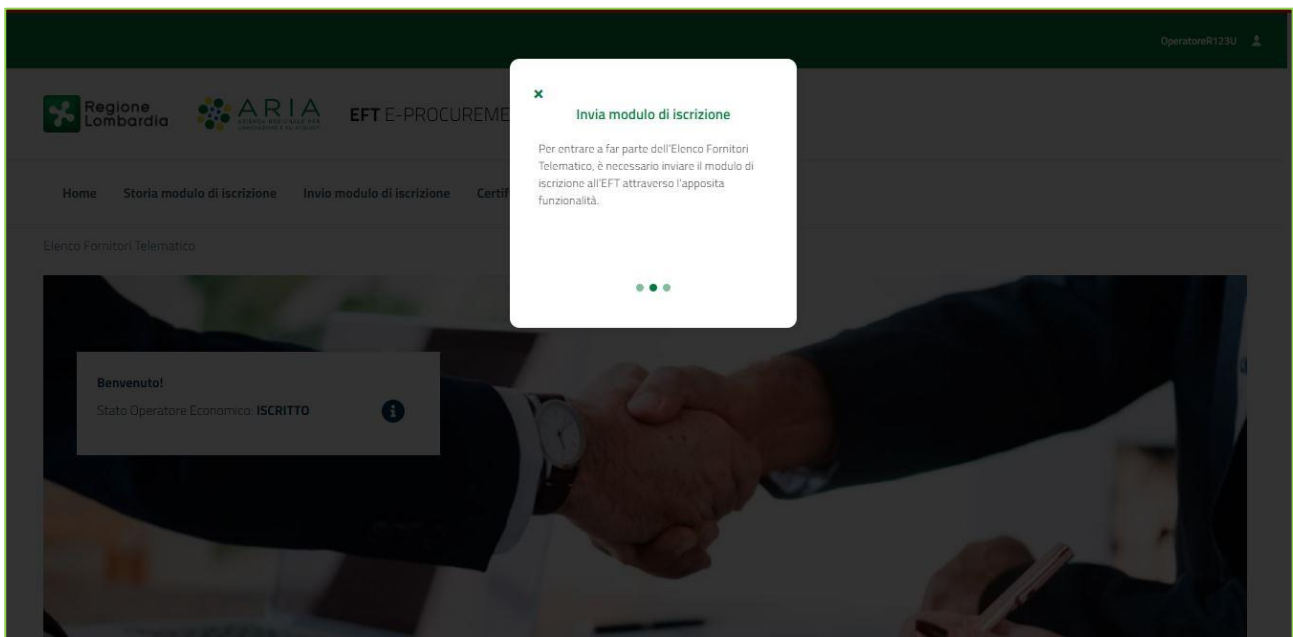 OperatoreR123U
Regione
Lombardia
ARIA
EFT E-PROCUREME
Home Storia modulo di iscrizione Invio modulo di iscrizione Certif
Elenco Fornitori Telematico
Invia modulo di iscrizione
Per entrare a far parte dell'Elenco Fornitori
Telematico, è necessario inviare il modulo di
iscrizione all'EFT attraverso l'apposita
funzionalità.
Benvenuto!
Stato Operatore Economico: ISCRITTO